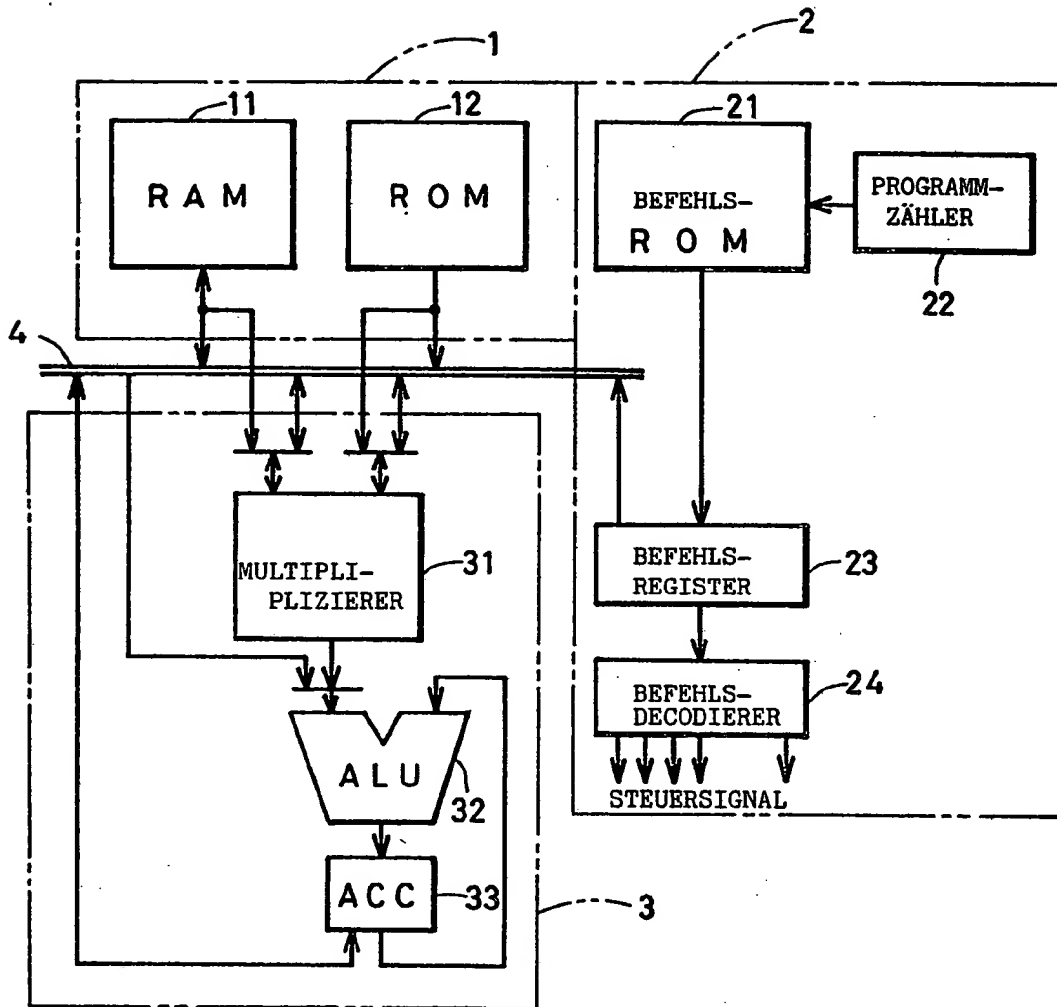 1
2
11
12
21
RAM
ROM
BEFEHLS-
ROM
PROGRAMM-
ZÄHLER
22
4
MULTIPLI-
PLIZIERER
31
BEFEHLS-
REGISTER
23
BEFEHLS-
DECODIERER
24
STEUERSIGNAL
ALU
32
ACC
33
3